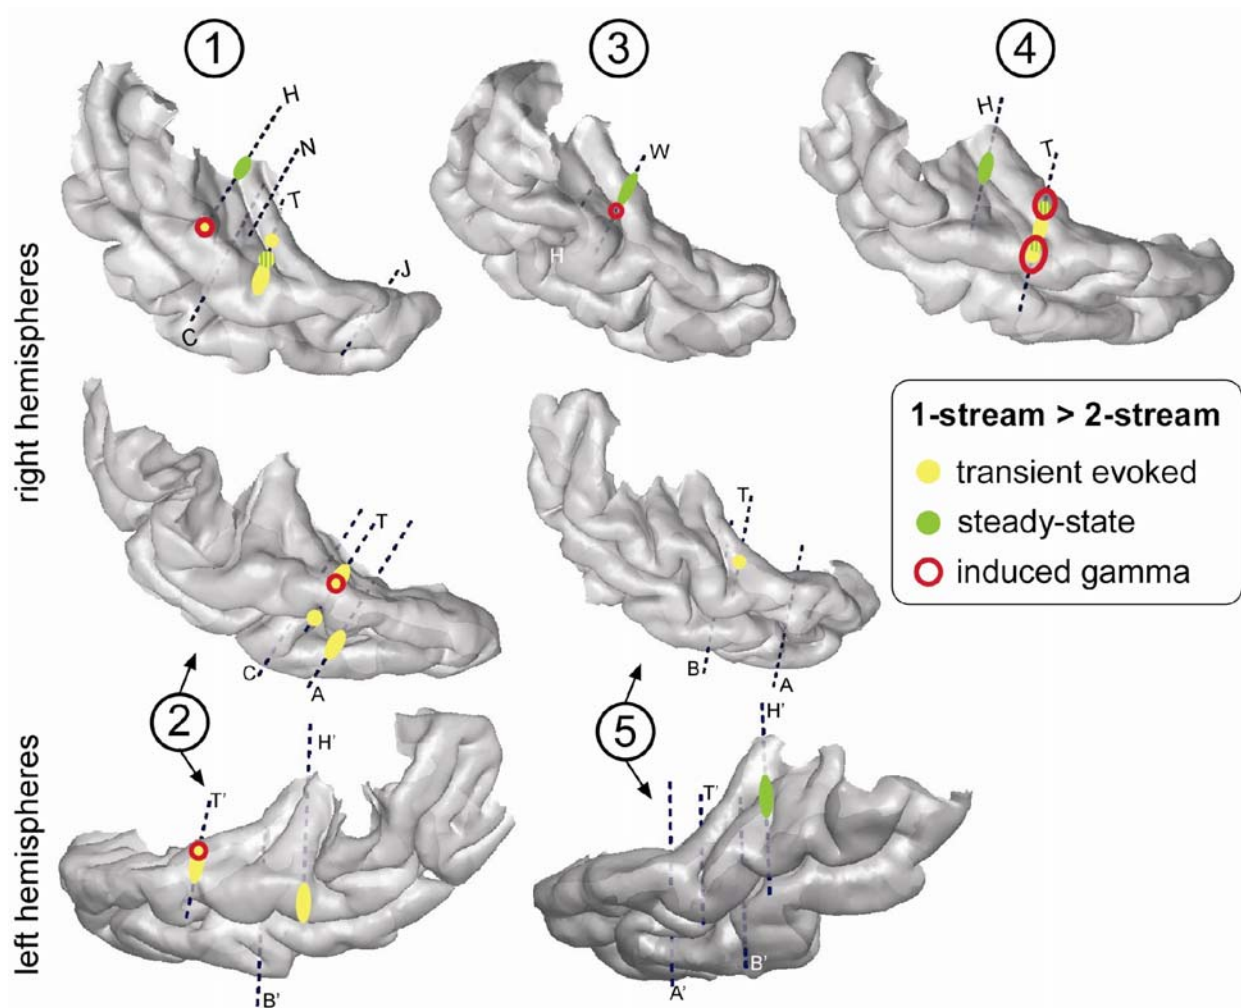 1
3
4
H
N
T
C
J
W
H
H
T
right hemispheres
1-stream > 2-stream
transient evoked
steady-state
induced gamma
T
C
A
T
B
A
2
5
left hemispheres
H'
T'
B'
H'
T'
B'
A'